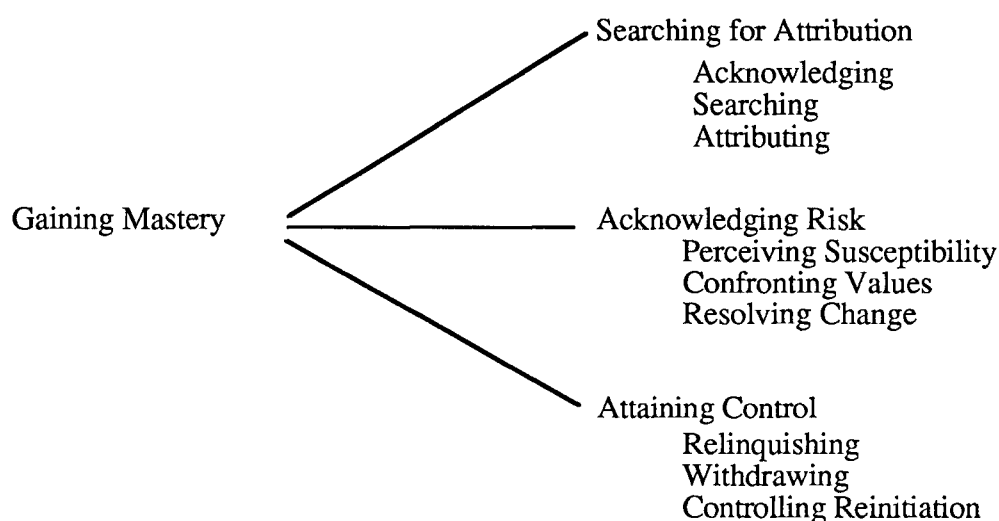 Searching for Attribution
Acknowledging
Searching
Attributing
Gaining Mastery
Acknowledging Risk
Perceiving Susceptibility
Confronting Values
Resolving Change
Attaining Control
Relinquishing
Withdrawing
Controlling Reinitiation